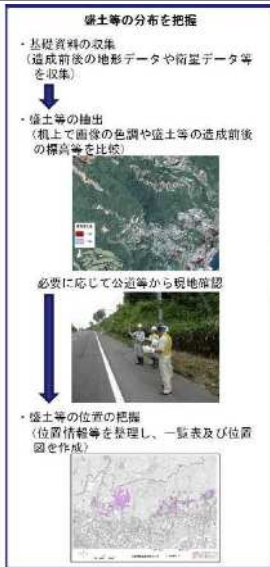 盛土等の分布を把握
・基礎資料の収集
(造成前後の地形データや衛星データ等
を収集)
・盛土等の抽出
(机上で画像の色調や盛土等の造成前後
の標高等を比較)
必要に応じて公道等から現地確認
・盛土等の位置の把握
(位置情報等を整理し、一覧表及び位置
図を作成)